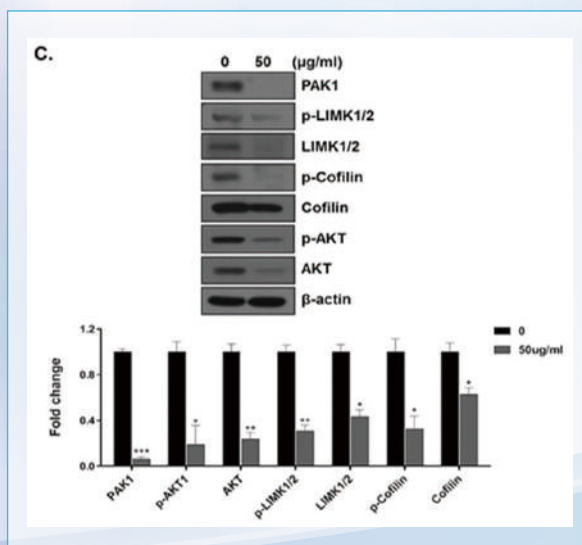 C.
0 50 (μg/ml)
PAK1
p-LIMK1/2
LIMK1/2
p-Cofilin
Cofilin
p-AKT
AKT
β-actin
0
50ug/ml
Fold change
1.2
0.8
0.4
0.0
***
*
**
**
*
*
*
PAK1
p-AKT1
AKT
p-LIMK1/2
LIMK1/2
p-Cofilin
Cofilin